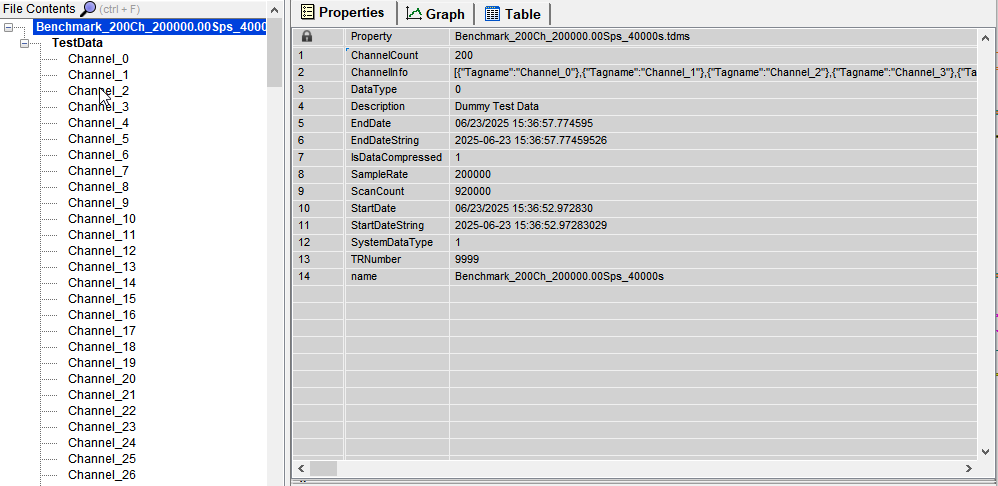 File Contents (ctrl + F)
Benchmark_200Ch_200000.00Sps_4000
TestData
Channel_0
Channel_1
Channel_2
Channel_3
Channel_4
Channel_5
Channel_6
Channel_7
Channel_8
Channel_9
Channel_10
Channel_11
Channel_12
Channel_13
Channel_14
Channel_15
Channel_16
Channel_17
Channel_18
Channel_19
Channel_20
Channel_21
Channel_22
Channel_23
Channel_24
Channel_25
Channel_26
Properties Graph Table
Property Benchmark_200Ch_200000.00Sps_40000s.tdms
1 ChannelCount 200
2 ChannelInfo [{"Tagname":"Channel_0"},{"Tagname":"Channel_1"},{"Tagname":"Channel_2"},{"Tagname":"Channel_3"},{"Ta
3 DataType 0
4 Description Dummy Test Data
5 EndDate 06/23/2025 15:36:57.774595
6 EndDateString 2025-06-23 15:36:57.77459526
7 IsDataCompressed 1
8 SampleRate 200000
9 ScanCount 920000
10 StartDate 06/23/2025 15:36:52.972830
11 StartDateString 2025-06-23 15:36:52.97283029
12 SystemDataType 1
13 TRNumber 9999
14 name Benchmark_200Ch_200000.00Sps_40000s